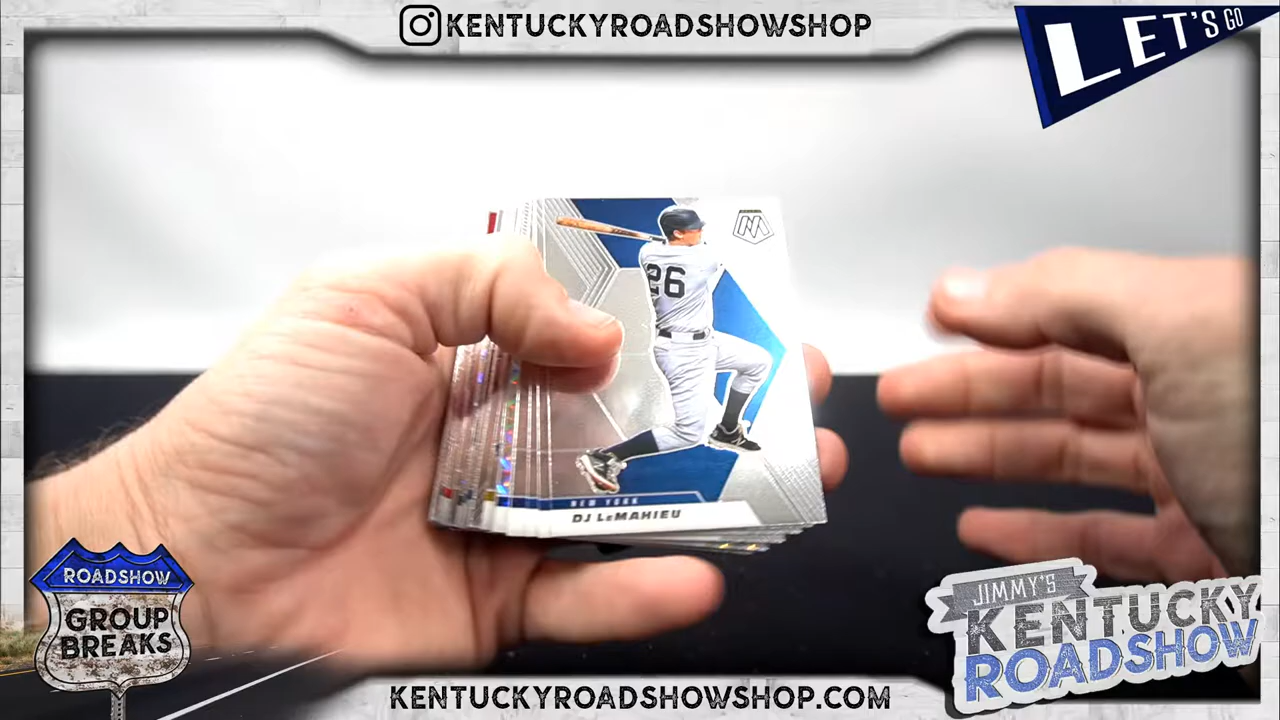 KENTUCKYROADSHOWSHOP
LET'S GO
26
NEW YORK
DJ LeMAHIEU
ROADSHOW
GROUP
BREAKS
JIMMY'S
KENTUCKY
ROADSHOW
KENTUCKYROADSHOWSHOP.COM